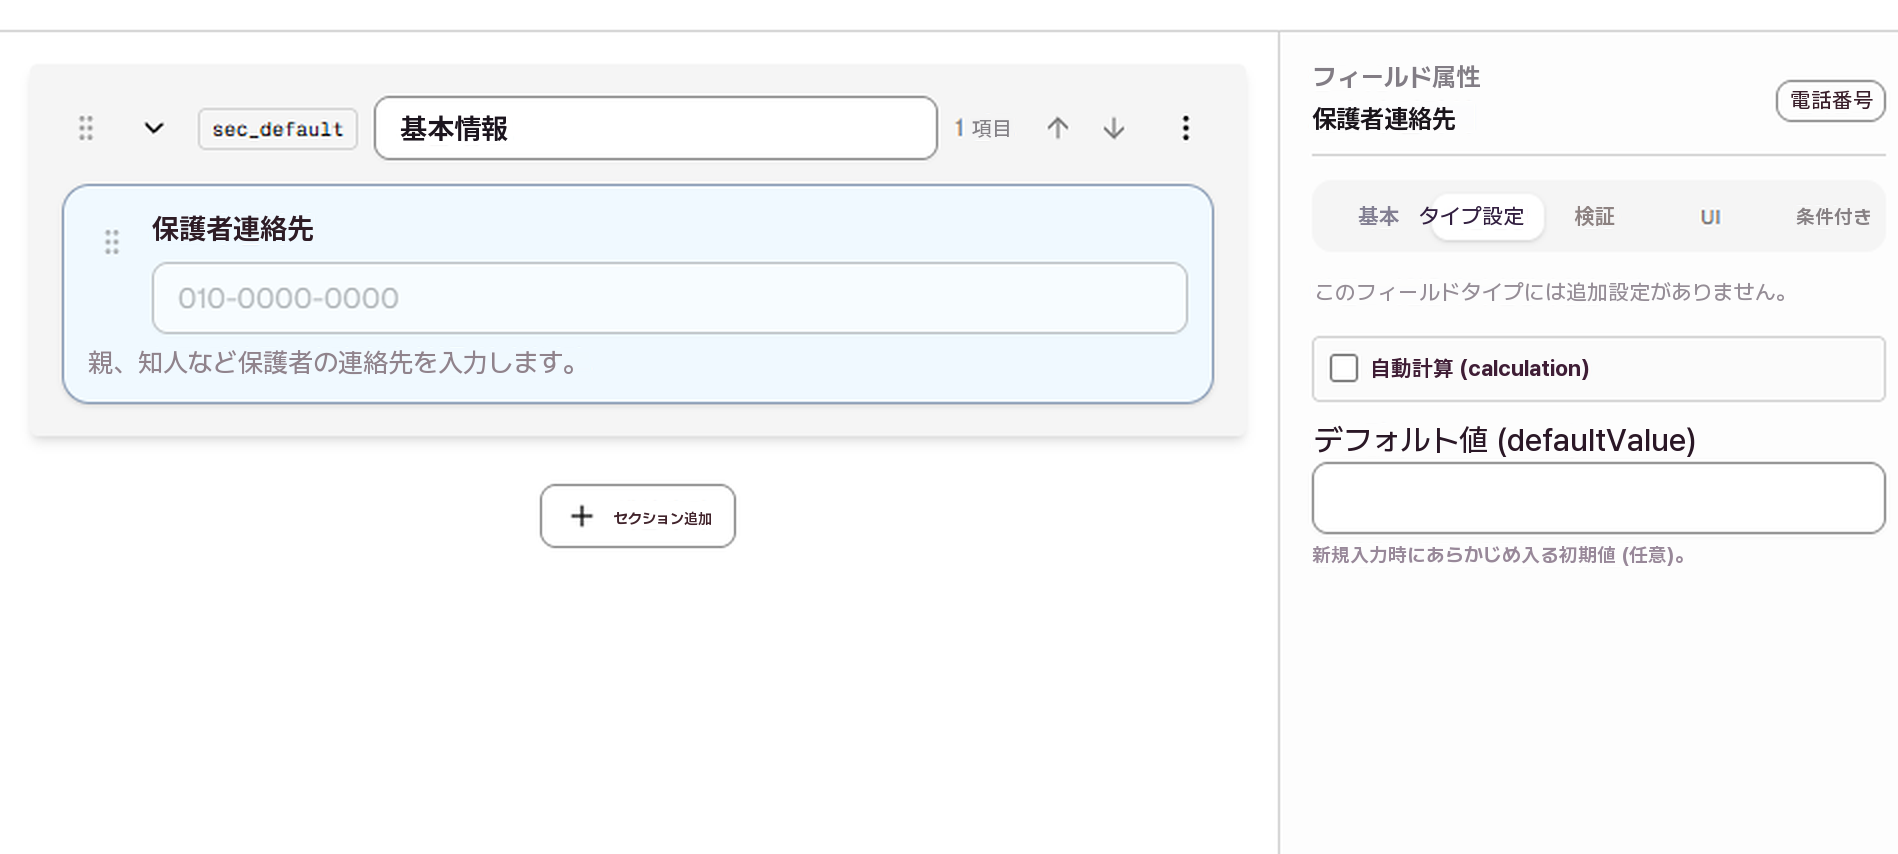 sec_default
基本情報
1 項目
保護者連絡先
010-0000-0000
親、知人など保護者の連絡先を入力します。
セクション追加
フィールド属性
保護者連絡先
電話番号
基本 タイプ設定 検証 UI 条件付き
このフィールドタイプには追加設定がありません。
自動計算 (calculation)
デフォルト値 (defaultValue)
新規入力時にあらかじめ入る初期値 (任意)。